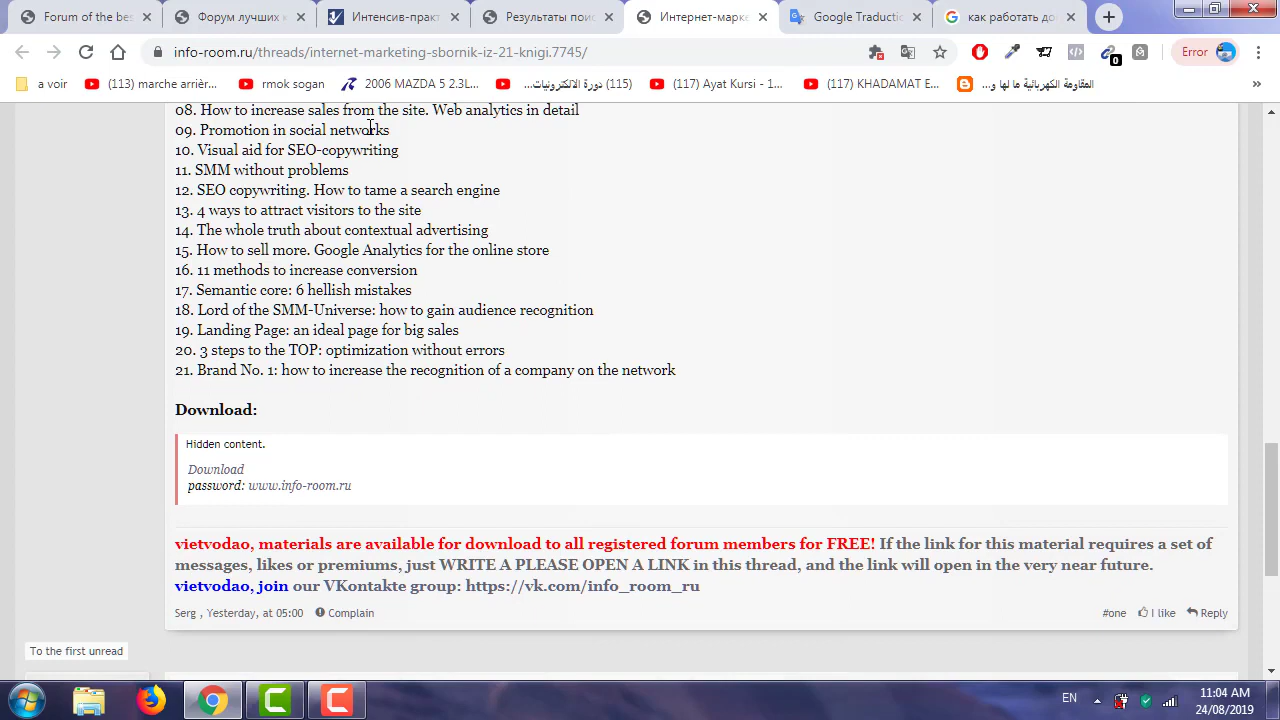 Forum of the bes
Форум лучших к
Интенсив-практ
Результаты поис
Интернет-марке
Google Traducti
как работать до
info-room.ru/threads/internet-marketing-sbornik-iz-21-knigi.7745/
0
Error
a voir
(113) marche arrièr...
rmok sogan
2006 MAZDA 5 2.3L...
(115) دورة الالكترونيات...
(117) Ayat Kursi - 1...
(117) KHADAMAT E...
المقاومة الكهربائية ما لها و...
08. How to increase sales from the site. Web analytics in detail
09. Promotion in social networks
10. Visual aid for SEO-copywriting
11. SMM without problems
12. SEO copywriting. How to tame a search engine
13. 4 ways to attract visitors to the site
14. The whole truth about contextual advertising
15. How to sell more. Google Analytics for the online store
16. 11 methods to increase conversion
17. Semantic core: 6 hellish mistakes
18. Lord of the SMM-Universe: how to gain audience recognition
19. Landing Page: an ideal page for big sales
20. 3 steps to the TOP: optimization without errors
21. Brand No. 1: how to increase the recognition of a company on the network
Download:
Hidden content.
Download
password: www.info-room.ru
vietvodao, materials are available for download to all registered forum members for FREE! If the link for this material requires a set of
messages, likes or premiums, just WRITE A PLEASE OPEN A LINK in this thread, and the link will open in the very near future.
vietvodao, join our VKontakte group: https://vk.com/info_room_ru
Serg , Yesterday, at 05:00 Complain
#one I like Reply
To the first unread
EN
11:04 AM
24/08/2019